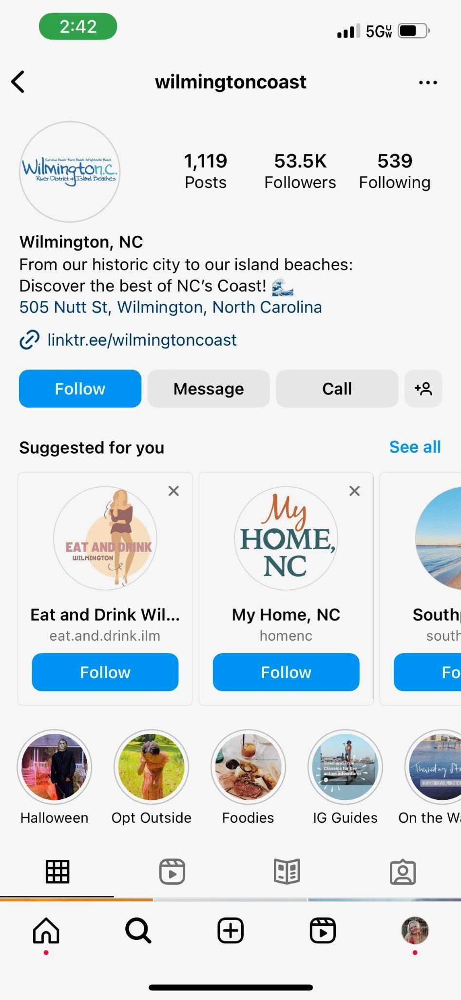 2:42
5GUW
wilmingtoncoast
Carolina Beach · Kure Beach · Wrightsville Beach
Wilmington, n.c.
River District & Island Beaches
1,119
Posts
53.5K
Followers
539
Following
Wilmington, NC
From our historic city to our island beaches:
Discover the best of NC’s Coast! 🌊
505 Nutt St, Wilmington, North Carolina
linktr.ee/wilmingtoncoast
Follow
Message
Call
Suggested for you
See all
EAT AND DRINK
WILMINGTON
My
HOME,
NC
Eat and Drink Wil...
My Home, NC
South
eat.and.drink.ilm
homenc
south
Follow
Follow
Fo
Tried and True
Classics for the
active adventurer
Thursday
#WHENINWILMINGTO
Halloween
Opt Outside
Foodies
IG Guides
On the Wa